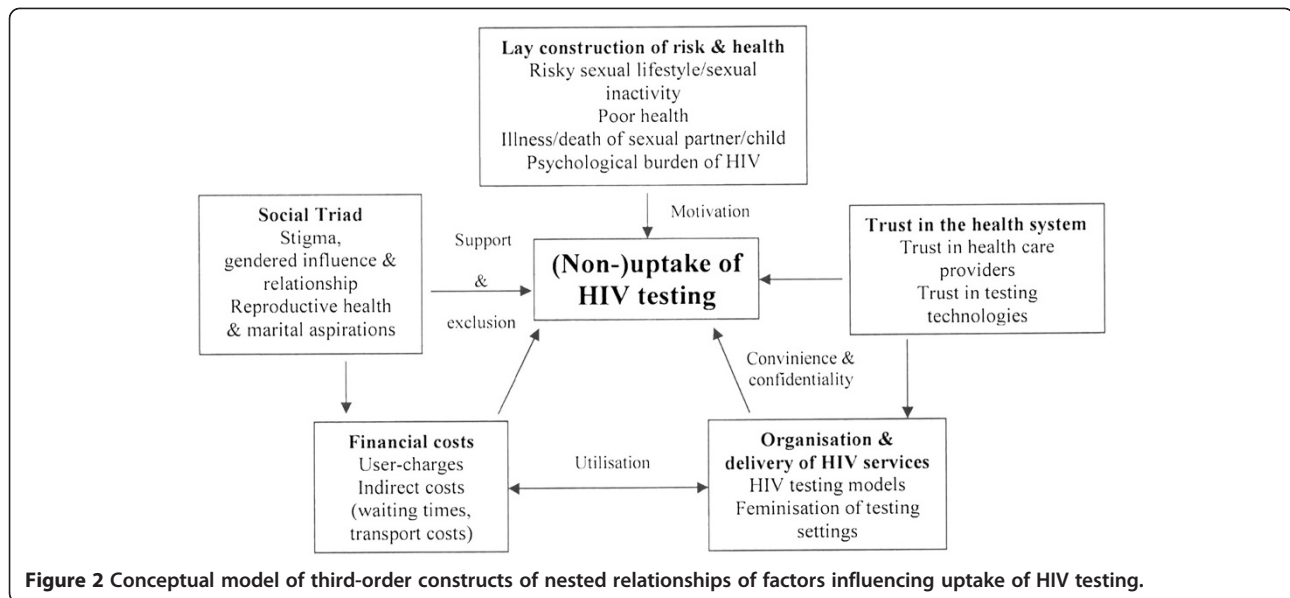 Lay construction of risk & health
Risky sexual lifestyle/sexual
inactivity
Poor health
Illness/death of sexual partner/child
Psychological burden of HIV
Motivation
Social Triad
Stigma,
gendered influence &
relationship
Reproductive health
& marital aspirations
Support
&
exclusion
(Non-)uptake of
HIV testing
Trust in the health system
Trust in health care
providers
Trust in testing
technologies
Convinience &
confidentiality
Financial costs
User-charges
Indirect costs
(waiting times,
transport costs)
Utilisation
Organisation &
delivery of HIV services
HIV testing models
Feminisation of testing
settings
Figure 2 Conceptual model of third-order constructs of nested relationships of factors influencing uptake of HIV testing.